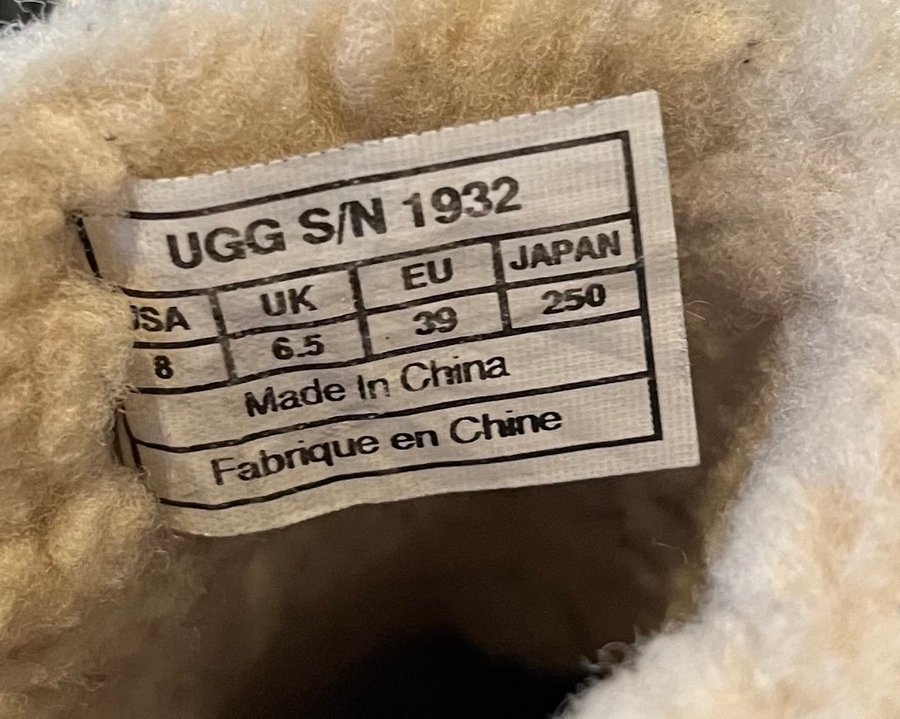 UGG S/N 1932
USA UK EU JAPAN
8 6.5 39 250
Made In China
Fabrique en Chine